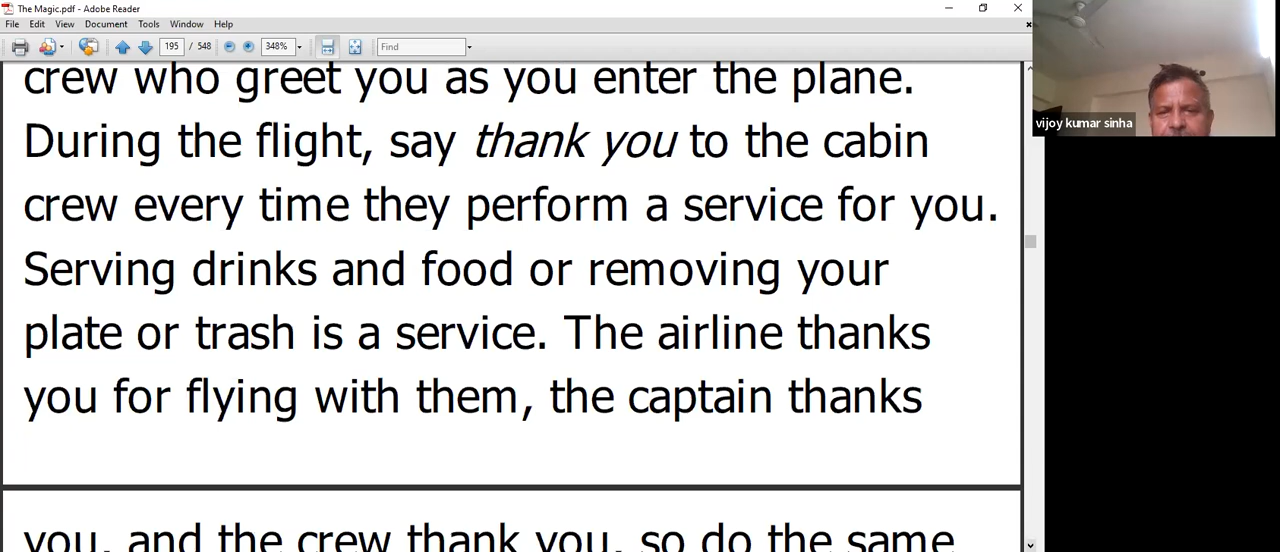 The Magic.pdf - Adobe Reader
File Edit View Document Tools Window Help
195 / 548 348% Find
crew who greet you as you enter the plane.
During the flight, say thank you to the cabin
crew every time they perform a service for you.
Serving drinks and food or removing your
plate or trash is a service. The airline thanks
you for flying with them, the captain thanks
you, and the crew thank you, so do the same
vijoy kumar sinha